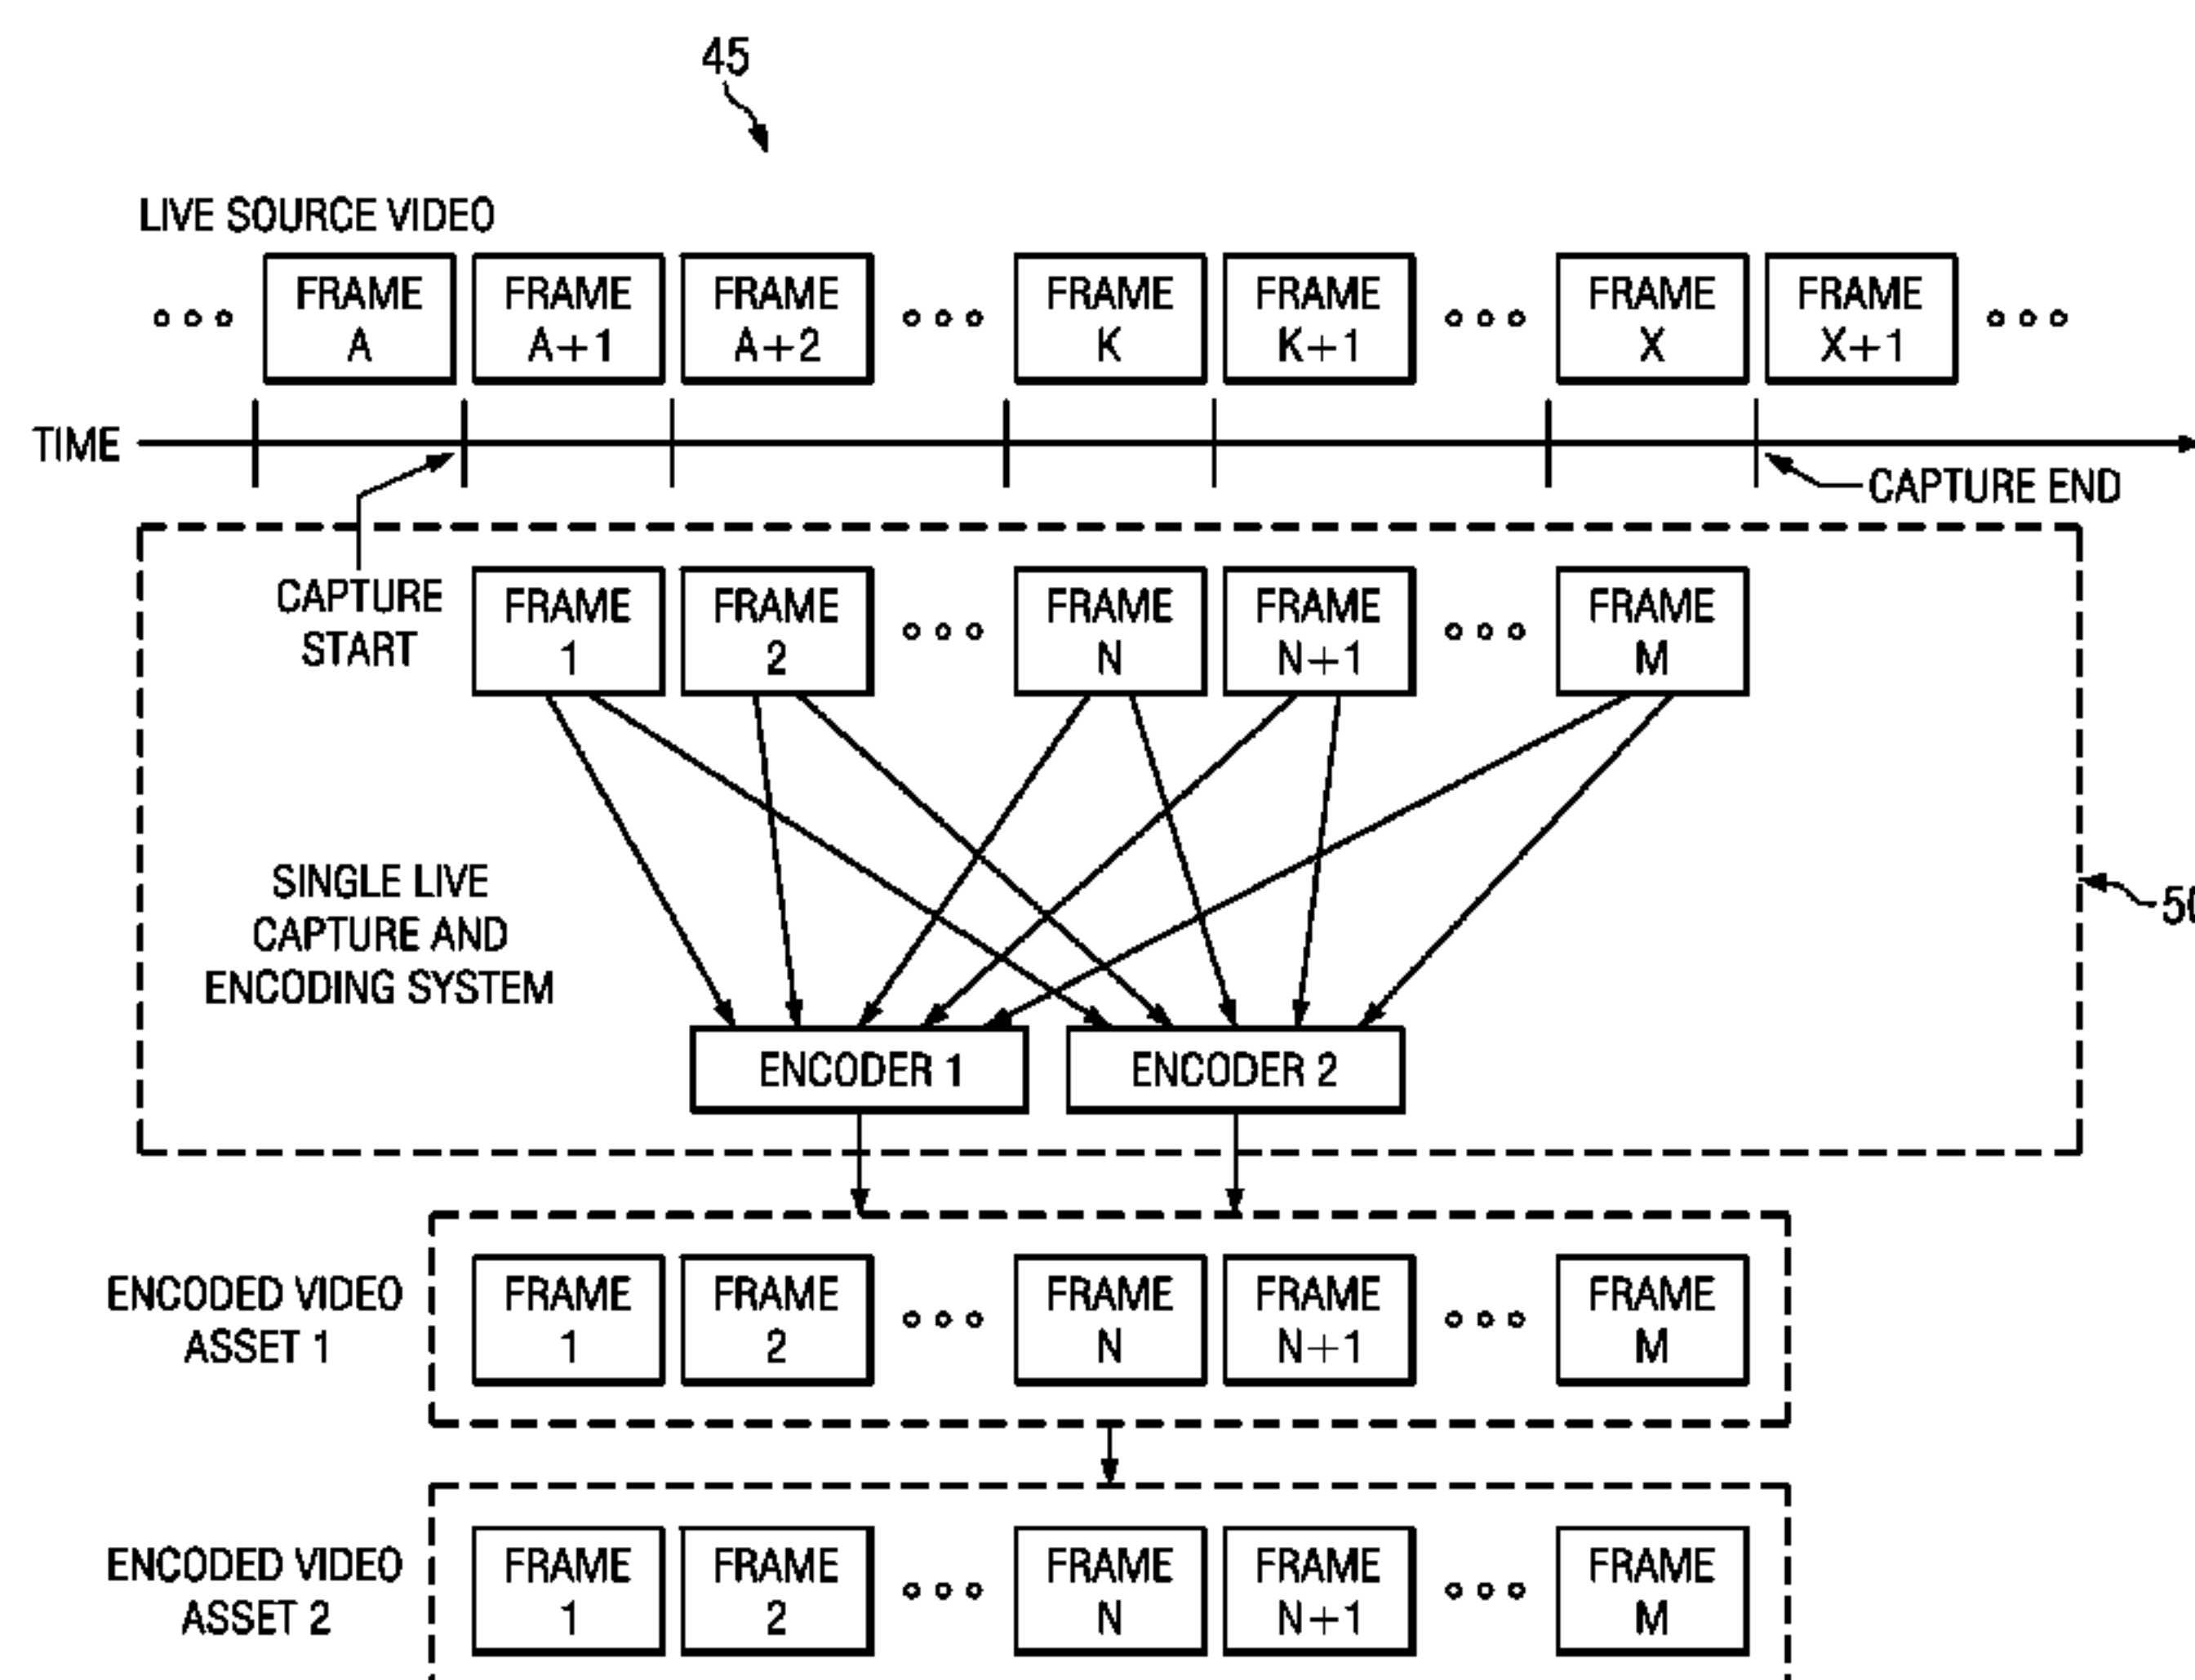 45
LIVE SOURCE VIDEO
FRAME A
FRAME A+1
FRAME A+2
FRAME K
FRAME K+1
FRAME X
FRAME X+1
TIME
CAPTURE END
CAPTURE
START
FRAME 1
FRAME 2
FRAME N
FRAME N+1
FRAME M
SINGLE LIVE
CAPTURE AND
ENCODING SYSTEM
50
ENCODER 1
ENCODER 2
ENCODED VIDEO
ASSET 1
FRAME 1
FRAME 2
FRAME N
FRAME N+1
FRAME M
ENCODED VIDEO
ASSET 2
FRAME 1
FRAME 2
FRAME N
FRAME N+1
FRAME M